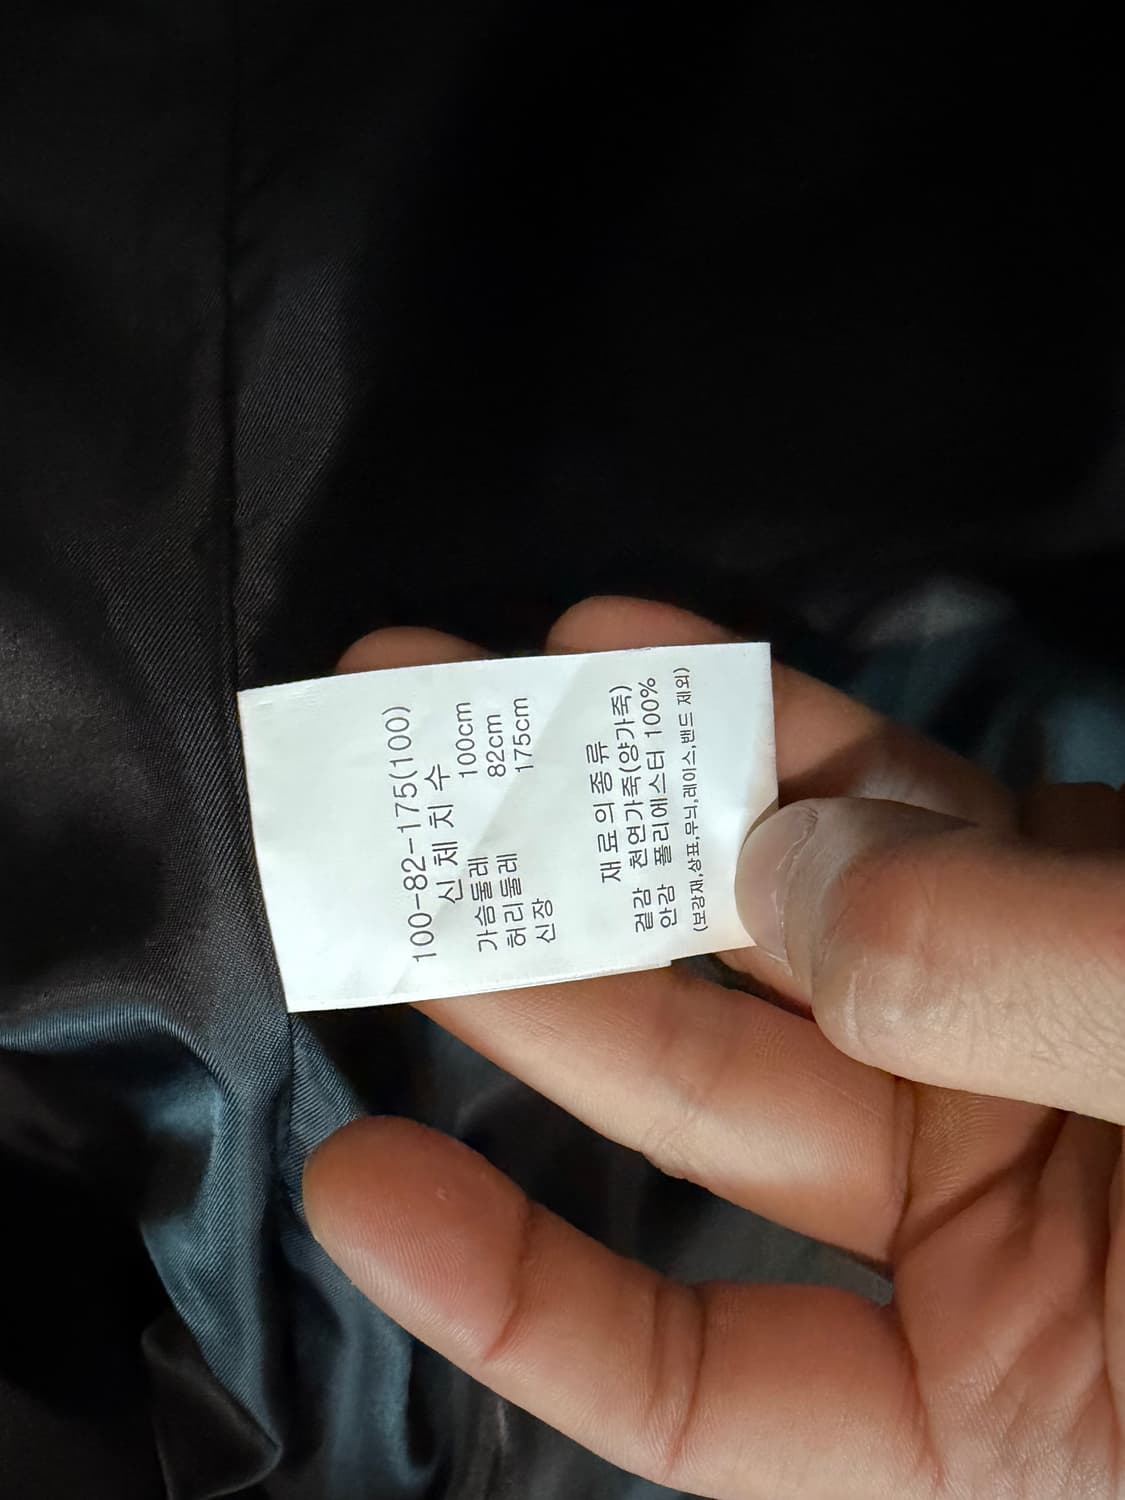 100-82-175(100)
신 체 치 수
가슴둘레 100cm
허리둘레 82cm
신장 175cm
재료의종류
겉감 천연가죽(양가죽)
안감 폴리에스터 100%
(보강재,상표,무늬,레이스,밴드 제외)